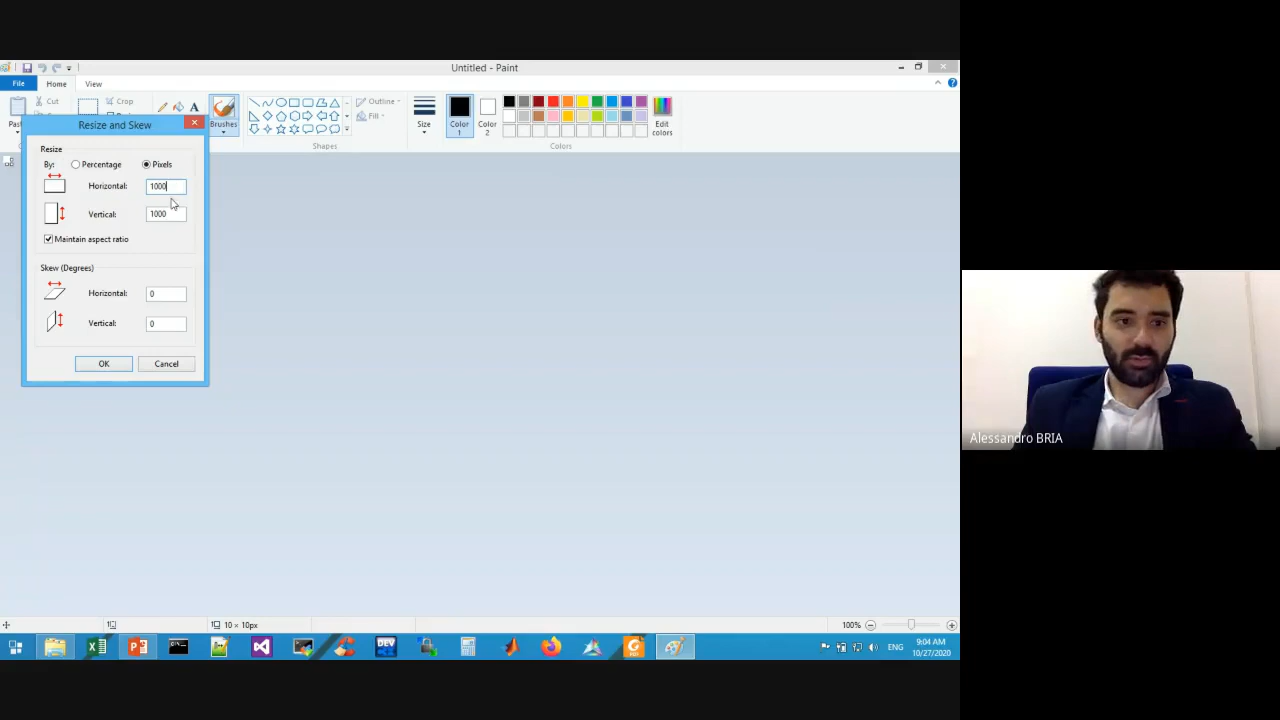 Untitled - Paint
File
Home
View
Cut
Crop
Outline
Fill
Size
Color
1
Color
2
Edit
colors
Brushes
Shapes
Colors
Resize and Skew
Resize
By:
Percentage
Pixels
Horizontal:
1000
Vertical:
1000
Maintain aspect ratio
Skew (Degrees)
Horizontal:
0
Vertical:
0
OK
Cancel
Alessandro BRIA
10 × 10px
100%
DEV
ENG
9:04 AM
10/27/2020